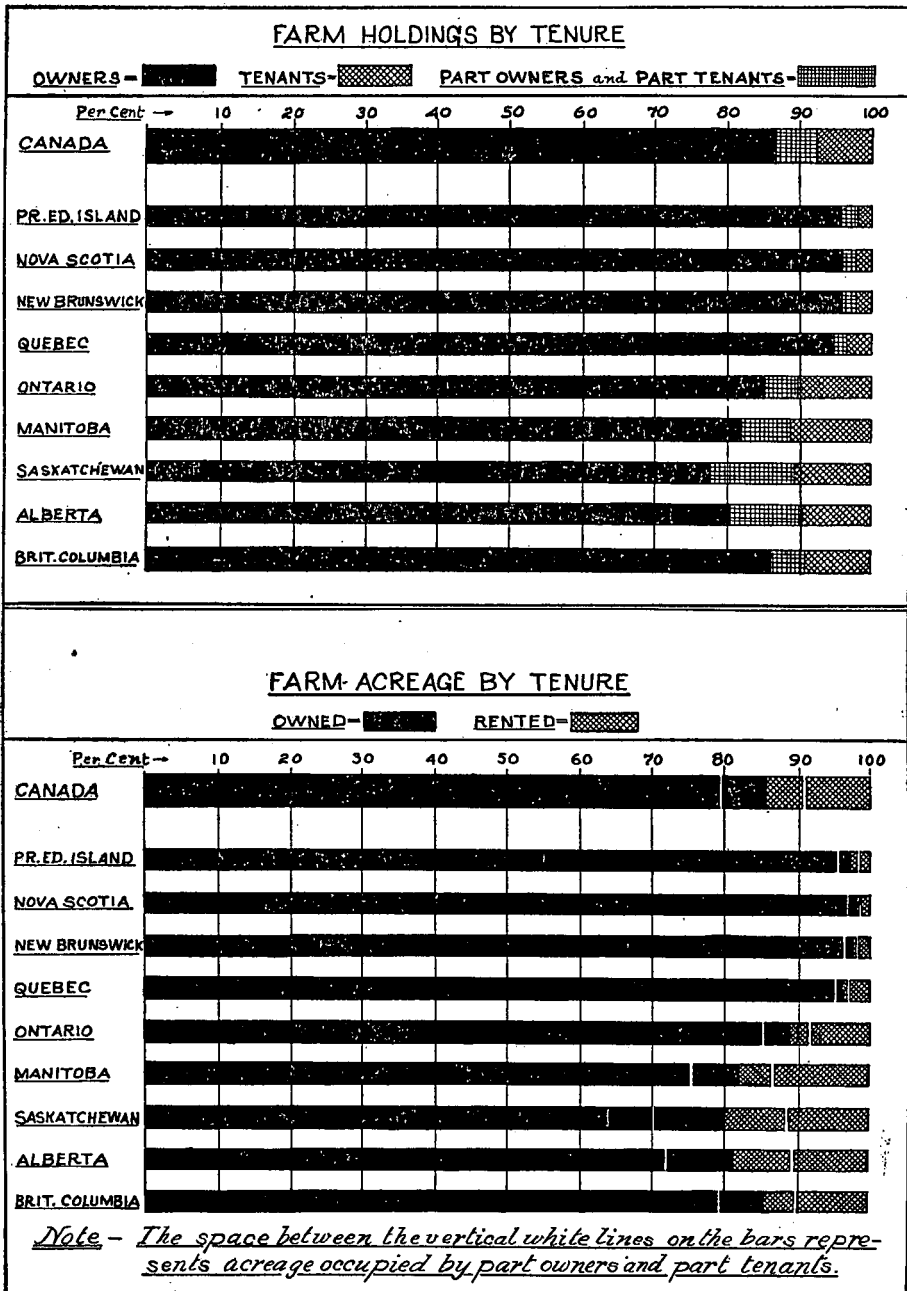 FARM HOLDINGS BY TENURE
OWNERS- TENANTS- PART OWNERS and PART TENANTS-
Per Cent → 10 20 30 40 50 60 70 80 90 100
CANADA
PR. ED. ISLAND
NOVA SCOTIA
NEW BRUNSWICK
QUEBEC
ONTARIO
MANITOBA
SASKATCHEWAN
ALBERTA
BRIT. COLUMBIA
FARM-ACREAGE BY TENURE
OWNED- RENTED=
Per Cent → 10 20 30 40 50 60 70 80 90 100
CANADA
PR. ED. ISLAND
NOVA SCOTIA
NEW BRUNSWICK
QUEBEC
ONTARIO
MANITOBA
SASKATCHEWAN
ALBERTA
BRIT. COLUMBIA
Note - The space between the vertical white lines on the bars repre-
sents acreage occupied by part owners and part tenants.